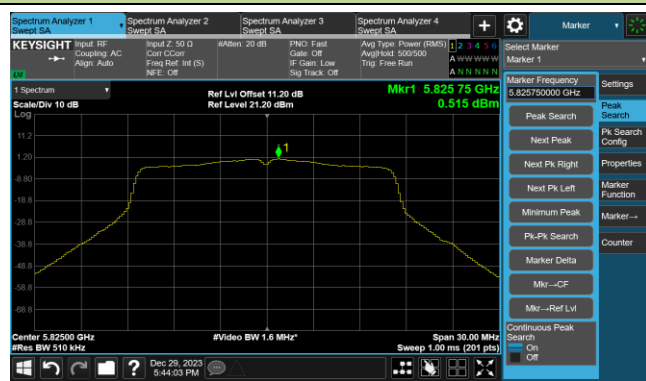 Spectrum Analyzer 1
Swept SA
Spectrum Analyzer 2
Swept SA
Spectrum Analyzer 3
Swept SA
Spectrum Analyzer 4
Swept SA
+
Marker
KEYSIGHT
Input: RF
Coupling: AC
Align: Auto
Input Z: 50 Ω
Corr CCorr
Freq Ref: Int (S)
NFE: Off
#Atten: 20 dB
PNO: Fast
Gate: Off
IF Gain: Low
Sig Track: Off
Avg Type: Power (RMS)
Avg|Hold: 500/500
Trig: Free Run
1 2 3 4 5 6
A W W W W W
A N N N N N
Select Marker
Marker 1
LXI
1 Spectrum
Scale/Div 10 dB
Log
Ref Lvl Offset 11.20 dB
Ref Level 21.20 dBm
Mkr1 5.825 75 GHz
0.515 dBm
11.2
1.20
-8.80
-18.8
-28.8
-38.8
-48.8
-58.8
-68.8
1
Center 5.82500 GHz
#Res BW 510 kHz
#Video BW 1.6 MHz*
Span 30.00 MHz
Sweep 1.00 ms (201 pts)
Marker Frequency
5.825750000 GHz
Peak Search
Next Peak
Next Pk Right
Next Pk Left
Minimum Peak
Pk-Pk Search
Marker Delta
Mkr→CF
Mkr→Ref Lvl
Continuous Peak
Search
On
Off
Settings
Peak
Search
Pk Search
Config
Properties
Marker
Function
Marker→
Counter
?
Dec 29, 2023
5:44:03 PM